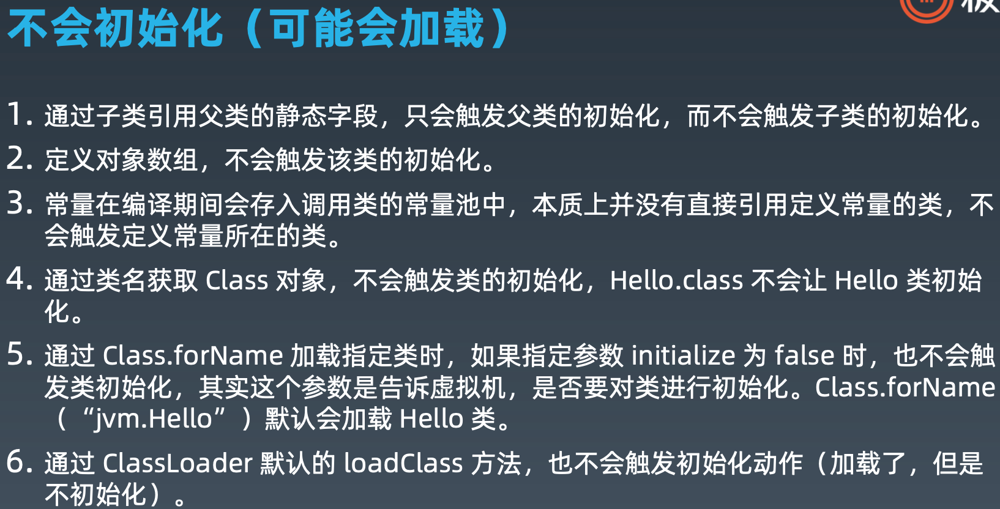 不会初始化（可能会加载）
1. 通过子类引用父类的静态字段，只会触发父类的初始化，而不会触发子类的初始化。
2. 定义对象数组，不会触发该类的初始化。
3. 常量在编译期间会存入调用类的常量池中，本质上并没有直接引用定义常量的类，不
会触发定义常量所在的类。
4. 通过类名获取 Class 对象，不会触发类的初始化，Hello.class 不会让 Hello 类初始
化。
5. 通过 Class.forName 加载指定类时，如果指定参数 initialize 为 false 时，也不会触
发类初始化，其实这个参数是告诉虚拟机，是否要对类进行初始化。Class.forName
（“jvm.Hello”）默认会加载 Hello 类。
6. 通过 ClassLoader 默认的 loadClass 方法，也不会触发初始化动作（加载了，但是
不初始化）。